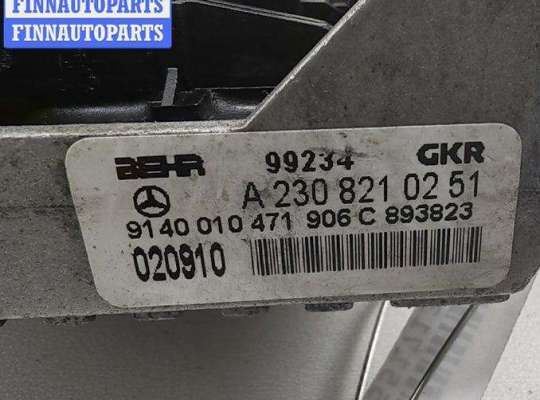 FINNAUTOPARTS
FINNAUTOPARTS
BEHR 99234 GKR
A 230 821 02 51
9140 010 471 906 C 893823
020910